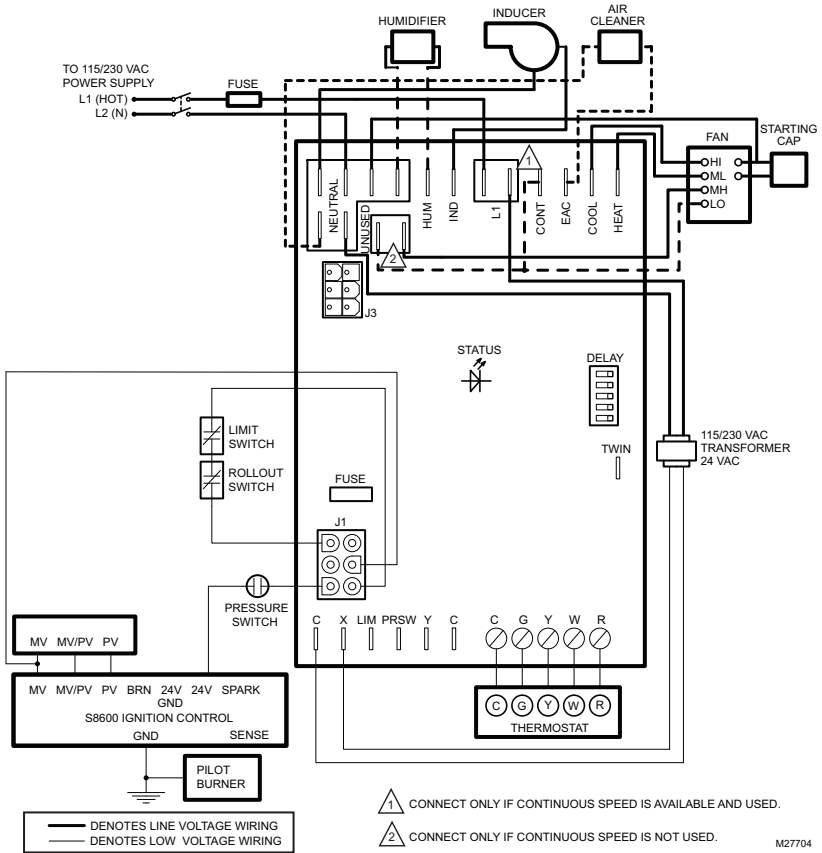 HUMIDIFIER
INDUCER
AIR
CLEANER
TO 115/230 VAC
POWER SUPPLY
L1 (HOT)
L2 (N)
FUSE
FAN
STARTING
CAP
HI
ML
MH
LO
1
NEUTRAL
UNUSED
HUM
IND
L1
CONT
EAC
COOL
HEAT
2
J3
STATUS
DELAY
LIMIT
SWITCH
ROLLOUT
SWITCH
TWIN
115/230 VAC
TRANSFORMER
24 VAC
FUSE
J1
PRESSURE
SWITCH
C X LIM PRSW Y C C G Y W R
MV MV/PV PV
MV MV/PV PV BRN 24V 24V SPARK
GND
S8600 IGNITION CONTROL
GND SENSE
C G Y W R
THERMOSTAT
PILOT
BURNER
1 CONNECT ONLY IF CONTINUOUS SPEED IS AVAILABLE AND USED.
DENOTES LINE VOLTAGE WIRING
DENOTES LOW VOLTAGE WIRING
2 CONNECT ONLY IF CONTINUOUS SPEED IS NOT USED.
M27704